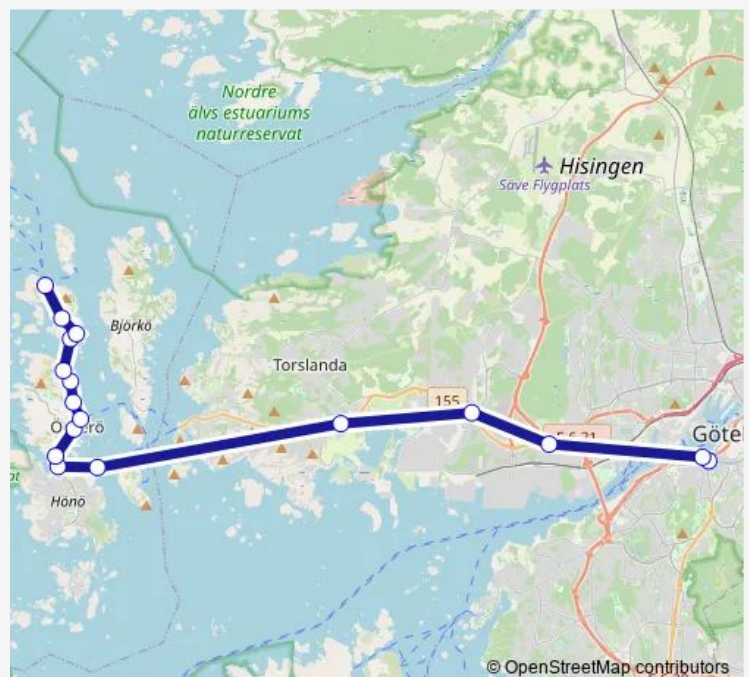 Nordre
älvs estuariums
naturreservat
Hisingen
Säve Flygplats
Björkö
Torslanda
155
Göte
Hönö
© OpenStreetMap contributors